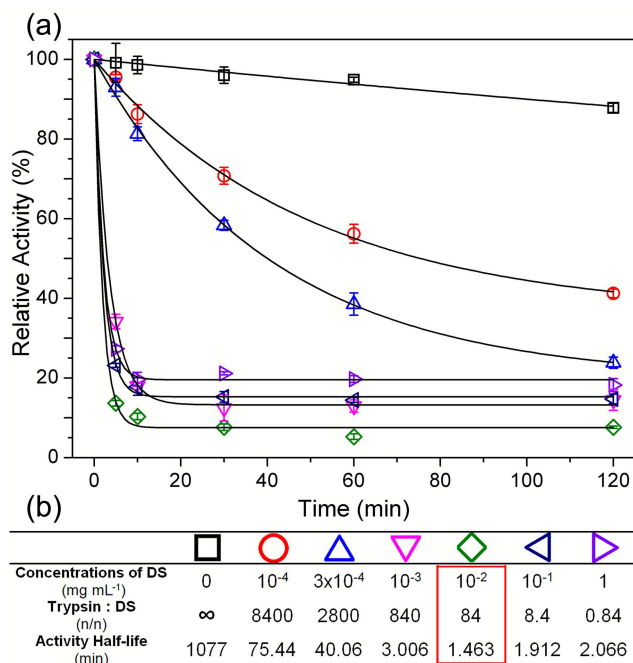 (a)
100
80
60
40
20
0
Relative Activity (%)
0 20 40 60 80 100 120
Time (min)
(b)
Concentrations of DS 0 10⁻⁴ 3x10⁻⁴ 10⁻³ 10⁻² 10⁻¹ 1
(mg mL⁻¹)
Trypsin : DS ∞ 8400 2800 840 84 8.4 0.84
(n/n)
Activity Half-life 1077 75.44 40.06 3.006 1.463 1.912 2.066
(min)